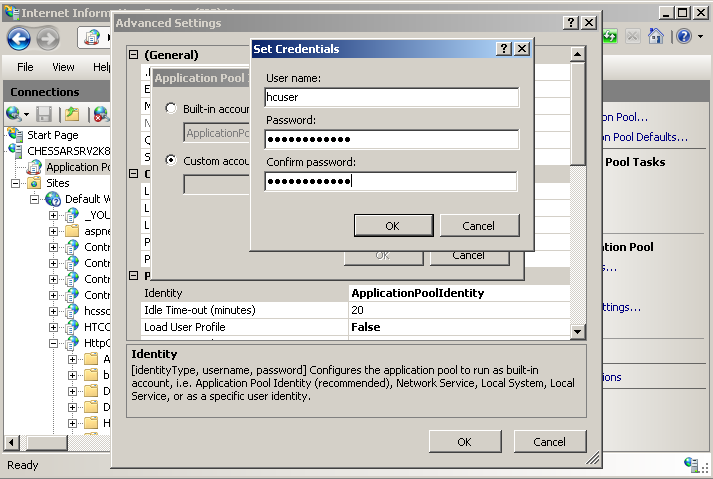 Internet Infor
Advanced Settings
File View Help
Connections
Start Page
CHESSARSRV2K8
Application Po
Sites
Default W
_YOL
aspne
Contr
Contr
Contr
Contr
hcssc
HTCC
HttpC
A
b
D
D
H
Ready
(General)
Application Pool I
Built-in accoun
ApplicationPo
Custom accou
OK Cancel
Set Credentials
User name:
hcuser
Password:
●●●●●●●●●●●●
Confirm password:
●●●●●●●●●●●●
OK Cancel
Identity ApplicationPoolIdentity
Idle Time-out (minutes) 20
Load User Profile False
Identity
[identityType, username, password] Configures the application pool to run as built-in
account, i.e. Application Pool Identity (recommended), Network Service, Local System, Local
Service, or as a specific user identity.
OK Cancel
on Pool...
on Pool Defaults...
Pool Tasks
ation Pool
s...
ttings...
ions